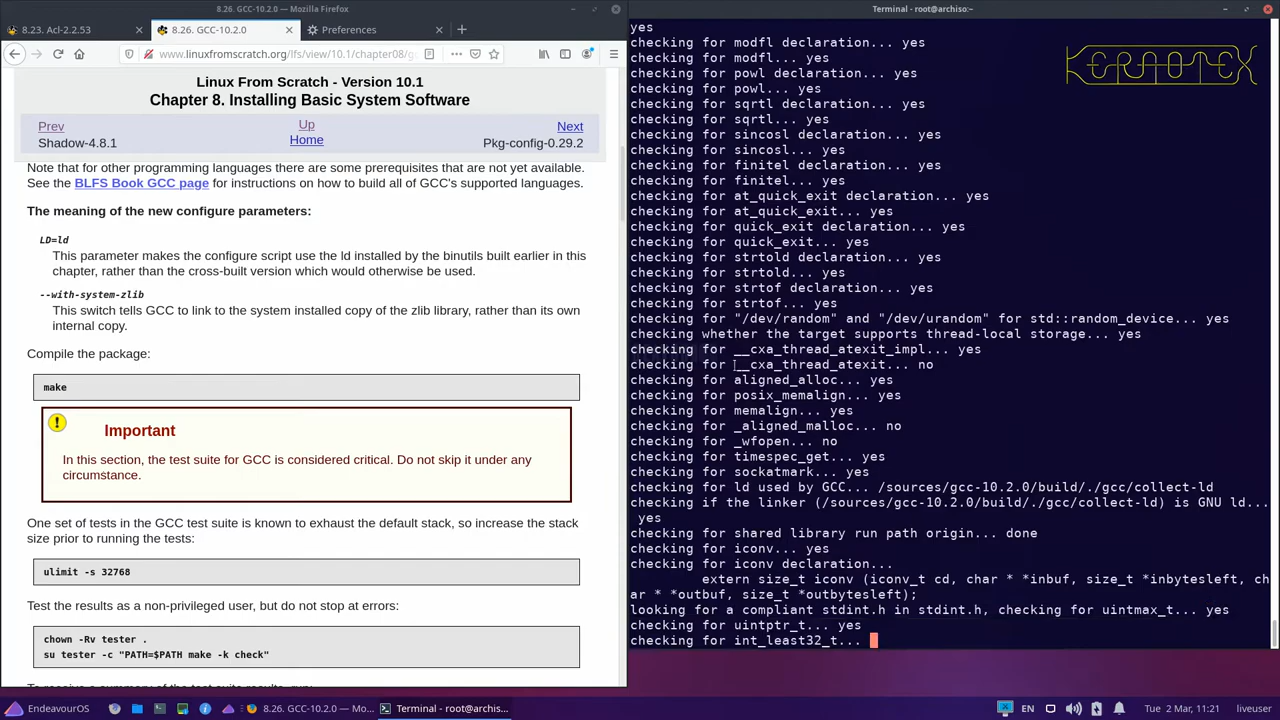 8.26. GCC-10.2.0 - Mozilla Firefox
8.23. Acl-2.2.53
8.26. GCC-10.2.0
Preferences
www.linuxfromscratch.org/lfs/view/10.1/chapter08/gc
Linux From Scratch - Version 10.1
Chapter 8. Installing Basic System Software
Prev
Up
Next
Shadow-4.8.1
Home
Pkg-config-0.29.2
Note that for other programming languages there are some prerequisites that are not yet available.
See the BLFS Book GCC page for instructions on how to build all of GCC's supported languages.
The meaning of the new configure parameters:
LD=ld
This parameter makes the configure script use the ld installed by the binutils built earlier in this
chapter, rather than the cross-built version which would otherwise be used.
--with-system-zlib
This switch tells GCC to link to the system installed copy of the zlib library, rather than its own
internal copy.
Compile the package:
make
Important
In this section, the test suite for GCC is considered critical. Do not skip it under any
circumstance.
One set of tests in the GCC test suite is known to exhaust the default stack, so increase the stack
size prior to running the tests:
ulimit -s 32768
Test the results as a non-privileged user, but do not stop at errors:
chown -Rv tester .
su tester -c "PATH=$PATH make -k check"
Terminal - root@archiso:~
KERNOTEX
yes
checking for modfl declaration... yes
checking for modfl... yes
checking for powl declaration... yes
checking for powl... yes
checking for sqrtl declaration... yes
checking for sqrtl... yes
checking for sincosl declaration... yes
checking for sincosl... yes
checking for finitel declaration... yes
checking for finitel... yes
checking for at_quick_exit declaration... yes
checking for at_quick_exit... yes
checking for quick_exit declaration... yes
checking for quick_exit... yes
checking for strtold declaration... yes
checking for strtold... yes
checking for strtof declaration... yes
checking for strtof... yes
checking for "/dev/random" and "/dev/urandom" for std::random_device... yes
checking whether the target supports thread-local storage... yes
checking for __cxa_thread_atexit_impl... yes
checking for __cxa_thread_atexit... no
checking for aligned_alloc... yes
checking for posix_memalign... yes
checking for memalign... yes
checking for _aligned_malloc... no
checking for _wfopen... no
checking for timespec_get... yes
checking for sockatmark... yes
checking for ld used by GCC... /sources/gcc-10.2.0/build/./gcc/collect-ld
checking if the linker (/sources/gcc-10.2.0/build/./gcc/collect-ld) is GNU ld...
yes
checking for shared library run path origin... done
checking for iconv... yes
checking for iconv declaration...
extern size_t iconv (iconv_t cd, char * *inbuf, size_t *inbytesleft, ch
ar * *outbuf, size_t *outbytesleft);
looking for a compliant stdint.h in stdint.h, checking for uintmax_t... yes
checking for uintptr_t... yes
checking for int_least32_t...
EndeavourOS
8.26. GCC-10.2.0 — Mo...
Terminal - root@archiso:...
EN
Tue 2 Mar, 11:21
liveuser